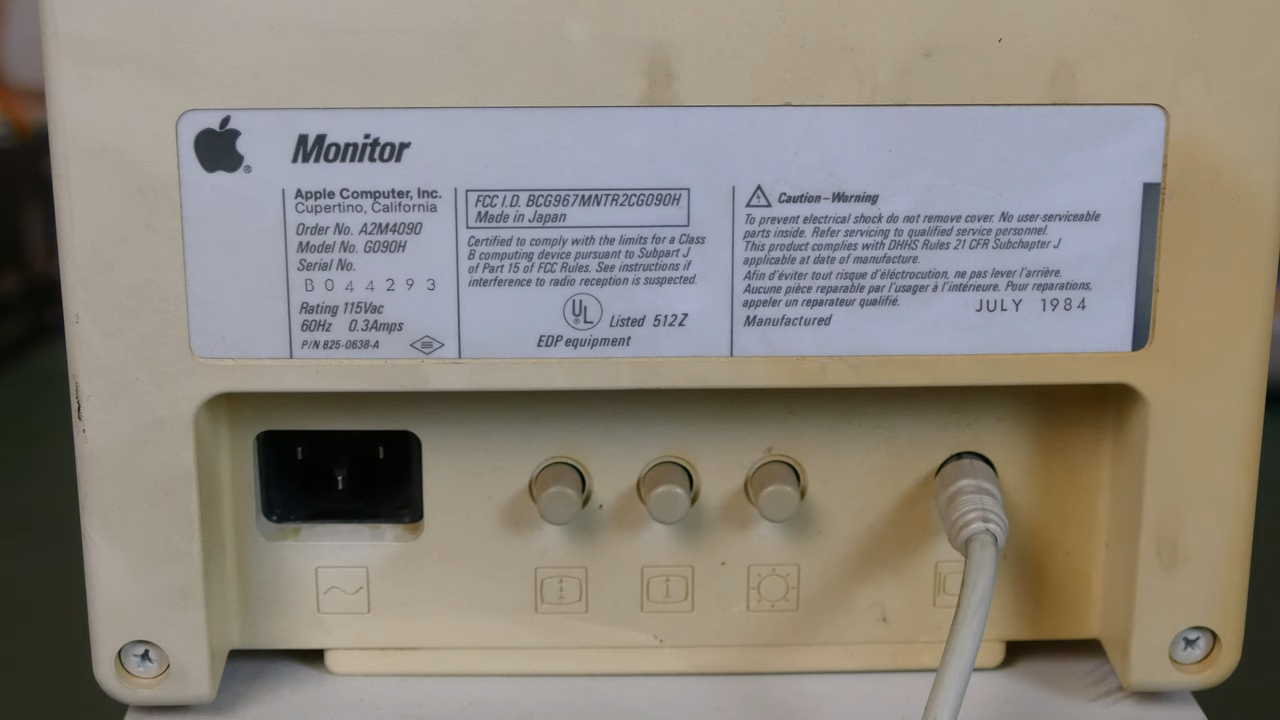 ®
Monitor
Apple Computer, Inc.
Cupertino, California
Order No. A2M4090
Model No. G090H
Serial No.
B044293
Rating 115Vac
60Hz 0.3Amps
P/N 825-0638-A
FCC I.D. BCG967MNTR2CG090H
Made in Japan
Certified to comply with the limits for a Class
B computing device pursuant to Subpart J
of Part 15 of FCC Rules. See instructions if
interference to radio reception is suspected.
UL
Listed 512Z
EDP equipment
Caution–Warning
To prevent electrical shock do not remove cover. No user-serviceable
parts inside. Refer servicing to qualified service personnel.
This product complies with DHHS Rules 21 CFR Subchapter J
applicable at date of manufacture.
Afin d'éviter tout risque d'éléctrocution, ne pas lever l'arrière.
Aucune pièce reparable par l'usager à l'intérieure. Pour reparations,
appeler un reparateur qualifié.
JULY 1984
Manufactured